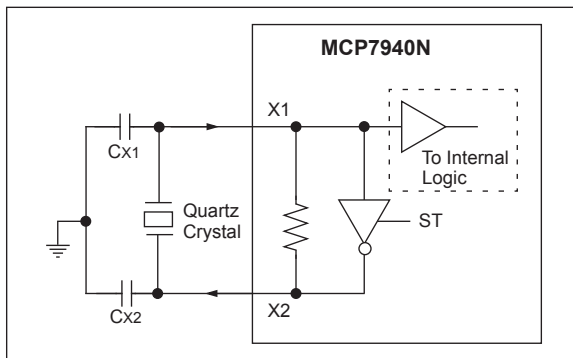 MCP7940N
X1
CX1
To Internal
Logic
Quartz
Crystal
ST
X2
CX2